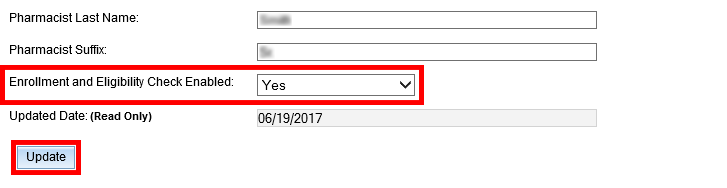 Pharmacist Last Name:
Pharmacist Suffix:
Enrollment and Eligibility Check Enabled: Yes
Updated Date: (Read Only) 06/19/2017
Update